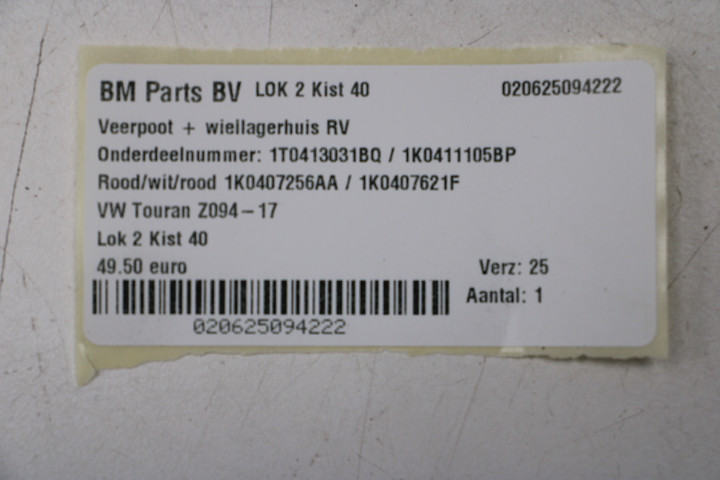 BM Parts BV LOK 2 Kist 40 020625094222
Veerpoot + wiellagerhuis RV
Onderdeelnummer: 1T0413031BQ / 1K0411105BP
Rood/wit/rood 1K0407256AA / 1K0407621F
VW Touran Z094-17
Lok 2 Kist 40
49.50 euro Verz: 25
Aantal: 1
020625094222